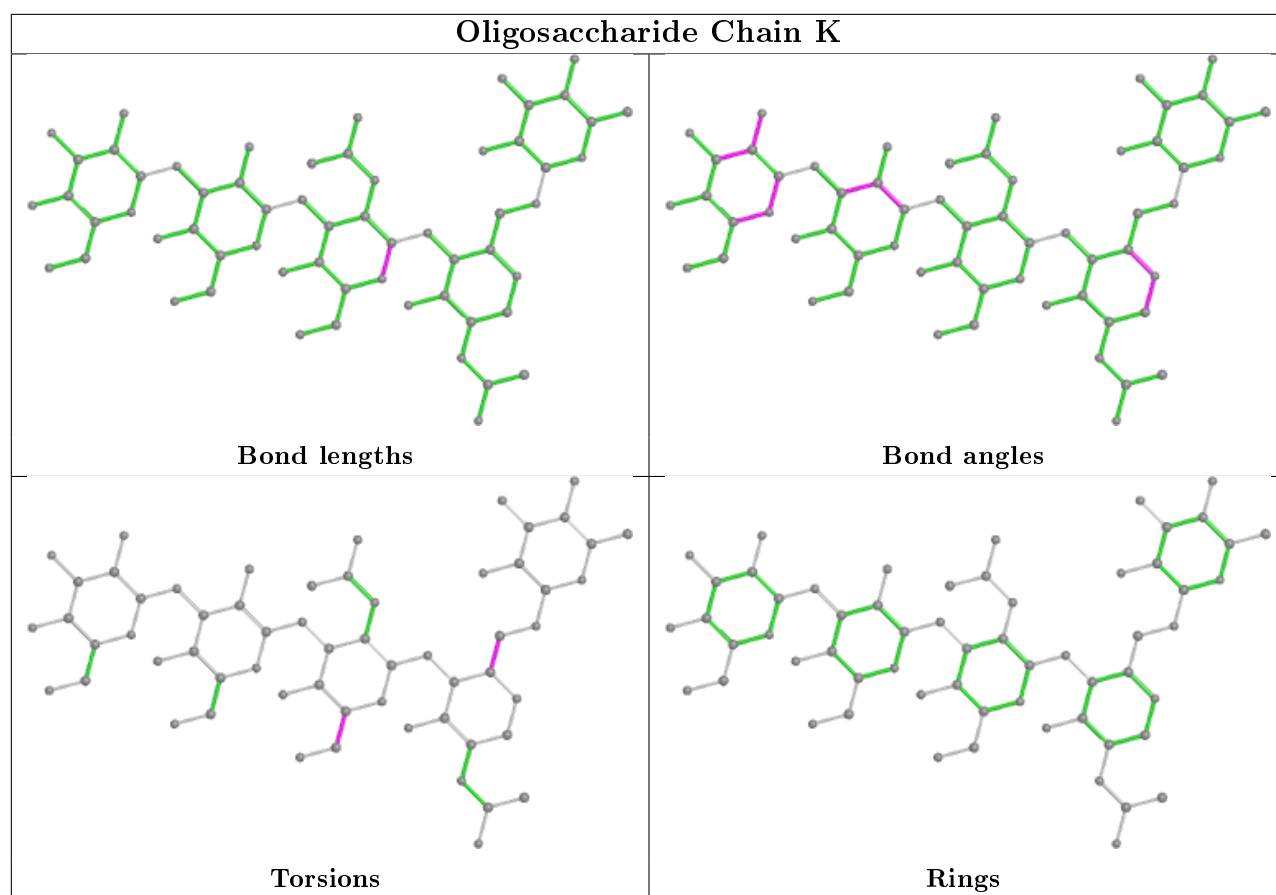 Oligosaccharide Chain K
Bond lengths
Bond angles
Torsions
Rings